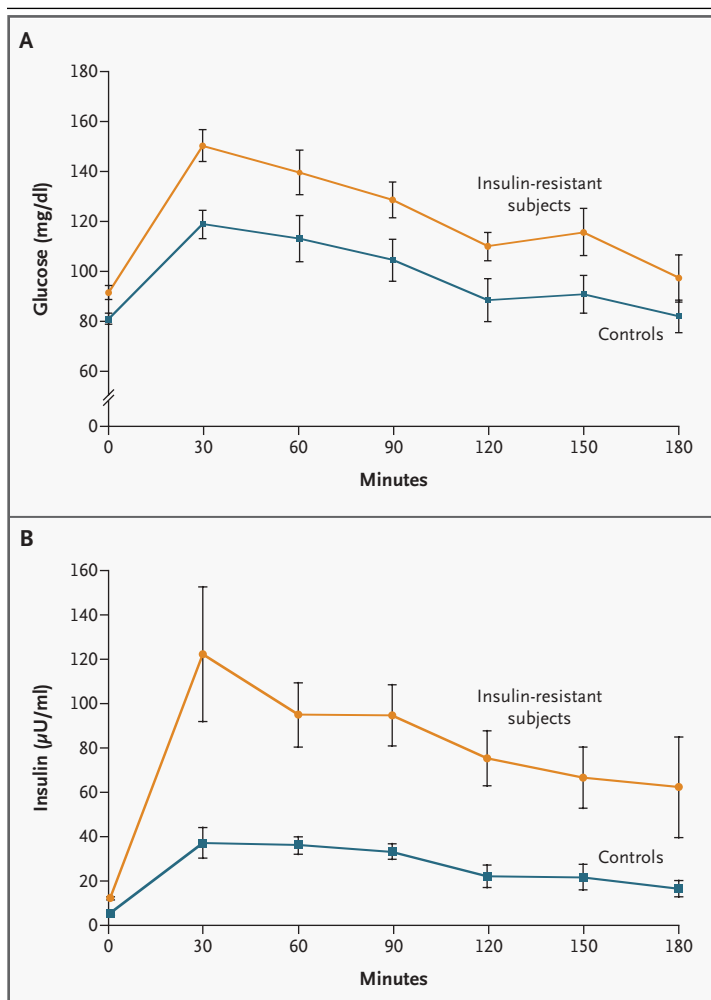 A
180
160
140
120
100
80
60
0
Glucose (mg/dl)
Insulin-resistant
subjects
Controls
0 30 60 90 120 150 180
Minutes
B
160
140
120
100
80
60
40
20
0
Insulin (µU/ml)
Insulin-resistant
subjects
Controls
0 30 60 90 120 150 180
Minutes